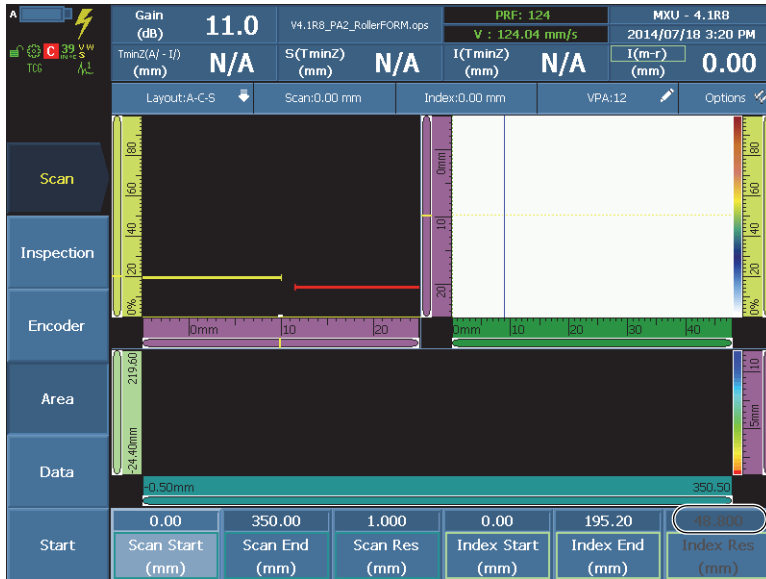 A
Gain
(dB)
11.0
V4.1R8_PA2_RollerFORM.ops
PRF: 124
V : 124.04 mm/s
MXU - 4.1R8
2014/07/18 3:20 PM
C 39 V W
S
TCG
TminZ(A/ - I/)
(mm)
N/A
S(TminZ)
(mm)
N/A
I(TminZ)
(mm)
N/A
I(m-r)
(mm)
0.00
Layout:A-C-S
Scan:0.00 mm
Index:0.00 mm
VPA:12
Options
Scan
Inspection
Encoder
Area
Data
Start
80
60
40
20
0%
0mm 10 20
0mm
10
20
0mm 10 20 30 40
80
60
40
20
0%
219.60
-24.40mm
-0.50mm 350.50
10
5mm
0.00 350.00 1.000 0.00 195.20 48.800
Scan Start Scan End Scan Res Index Start Index End Index Res
(mm) (mm) (mm) (mm) (mm) (mm)